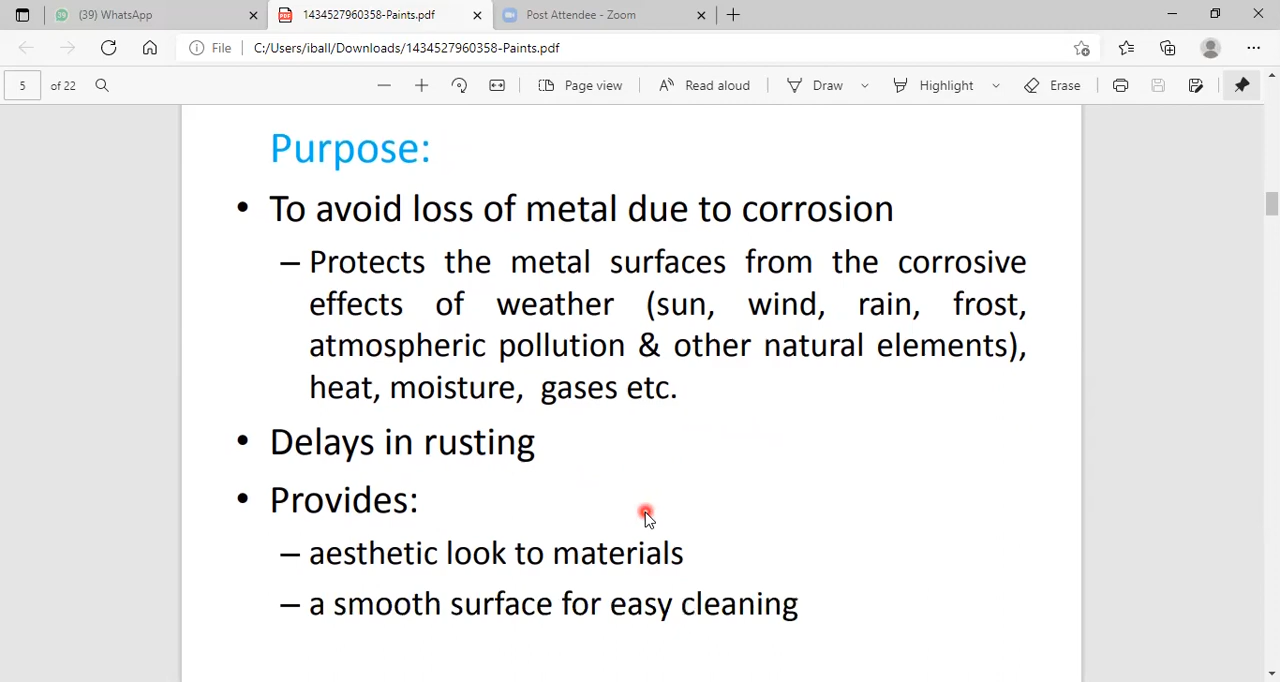 39 (39) WhatsApp
PDF 1434527960358-Paints.pdf
Post Attendee - Zoom
File C:/Users/iball/Downloads/1434527960358-Paints.pdf
5 of 22 Page view Read aloud Draw Highlight Erase
Purpose:
• To avoid loss of metal due to corrosion
– Protects the metal surfaces from the corrosive
effects of weather (sun, wind, rain, frost,
atmospheric pollution & other natural elements),
heat, moisture, gases etc.
• Delays in rusting
• Provides:
– aesthetic look to materials
– a smooth surface for easy cleaning